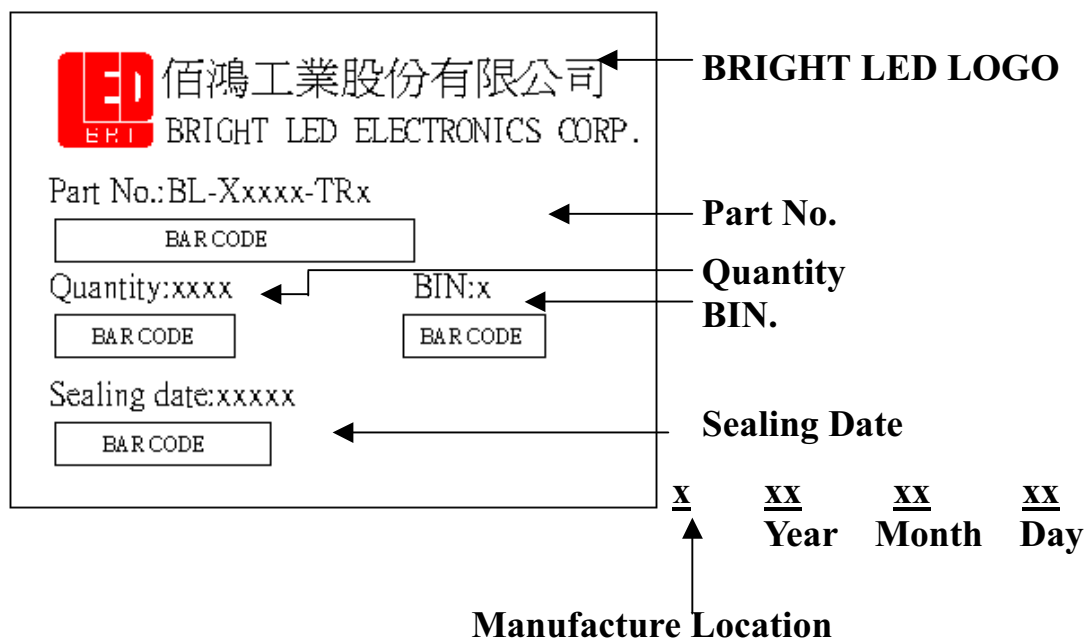 LED
BRI
佰鴻工業股份有限公司
BRIGHT LED ELECTRONICS CORP.
BRIGHT LED LOGO
Part No.:BL-Xxxxx-TRx
BAR CODE
Part No.
Quantity:xxxx
BIN:x
BAR CODE
BAR CODE
Quantity
BIN.
Sealing date:xxxxx
BAR CODE
Sealing Date
x xx xx xx
Year Month Day
Manufacture Location